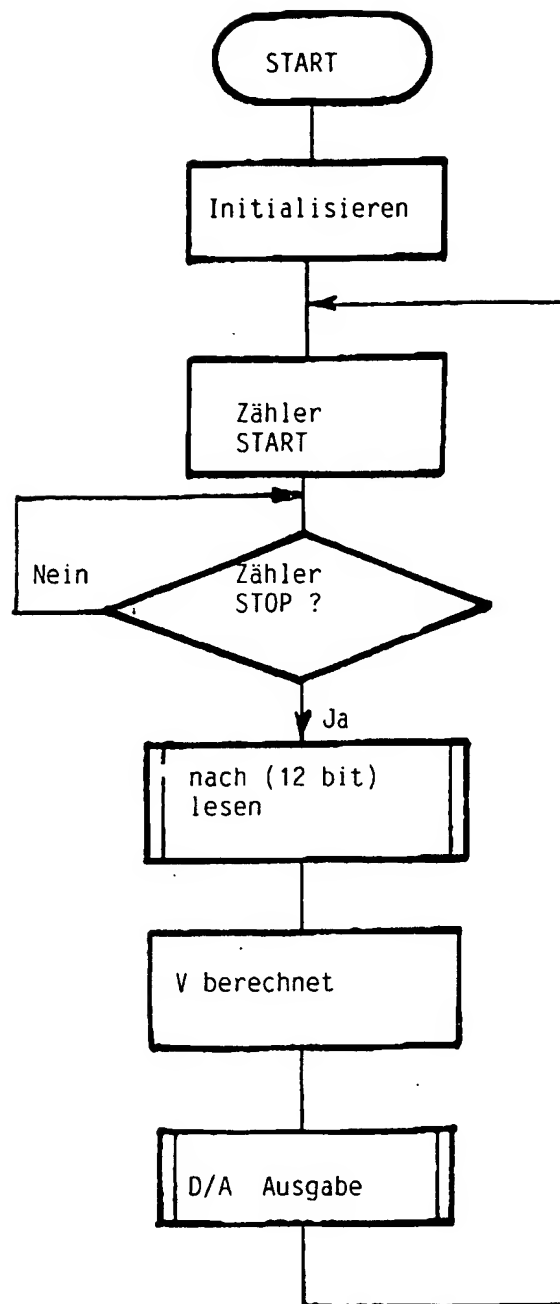 START
Initialisieren
Zähler
START
Nein
Zähler
STOP ?
Ja
nach (12 bit)
lesen
V berechnet
D/A Ausgabe